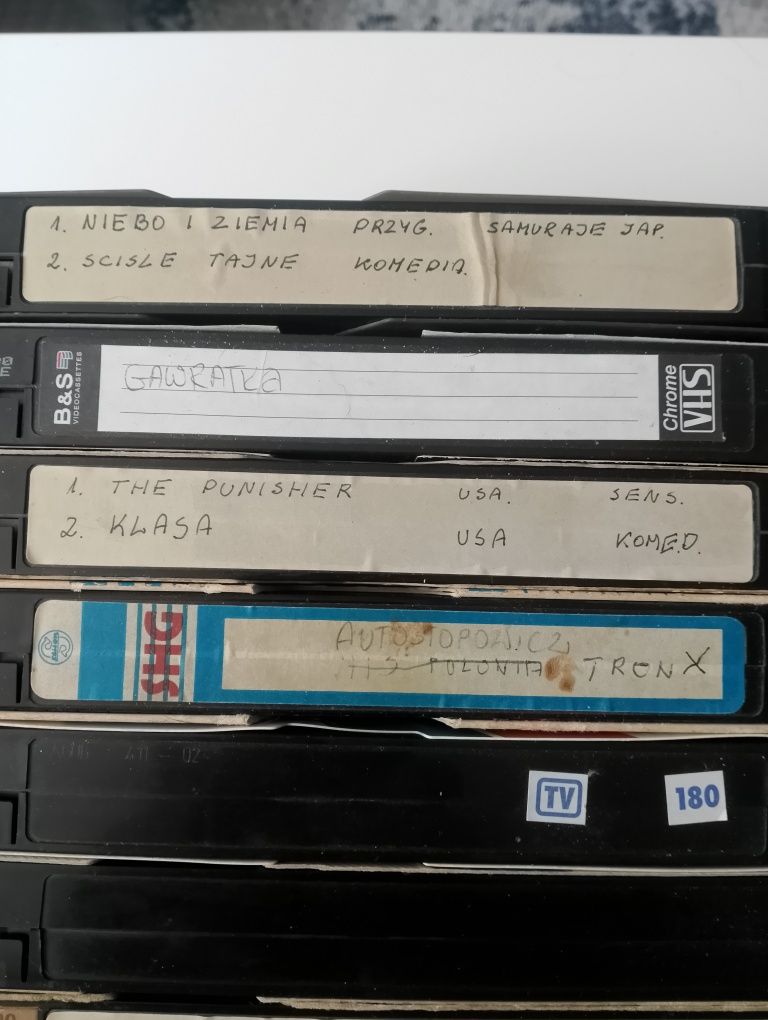 1. NIEBO I ZIEMIA PRZYG. SAMURAJE JAP.
2. SCISLE TAJNE KOMEDIA.
B&S
VIDEOCASSETTES
GAWRATKA
Chrome
VHS
1. THE PUNISHER USA. SENS.
2. KLASA USA KOMED.
SHG
AUTOSTOPOWICZ,
POLONIA TRON X
TV
180